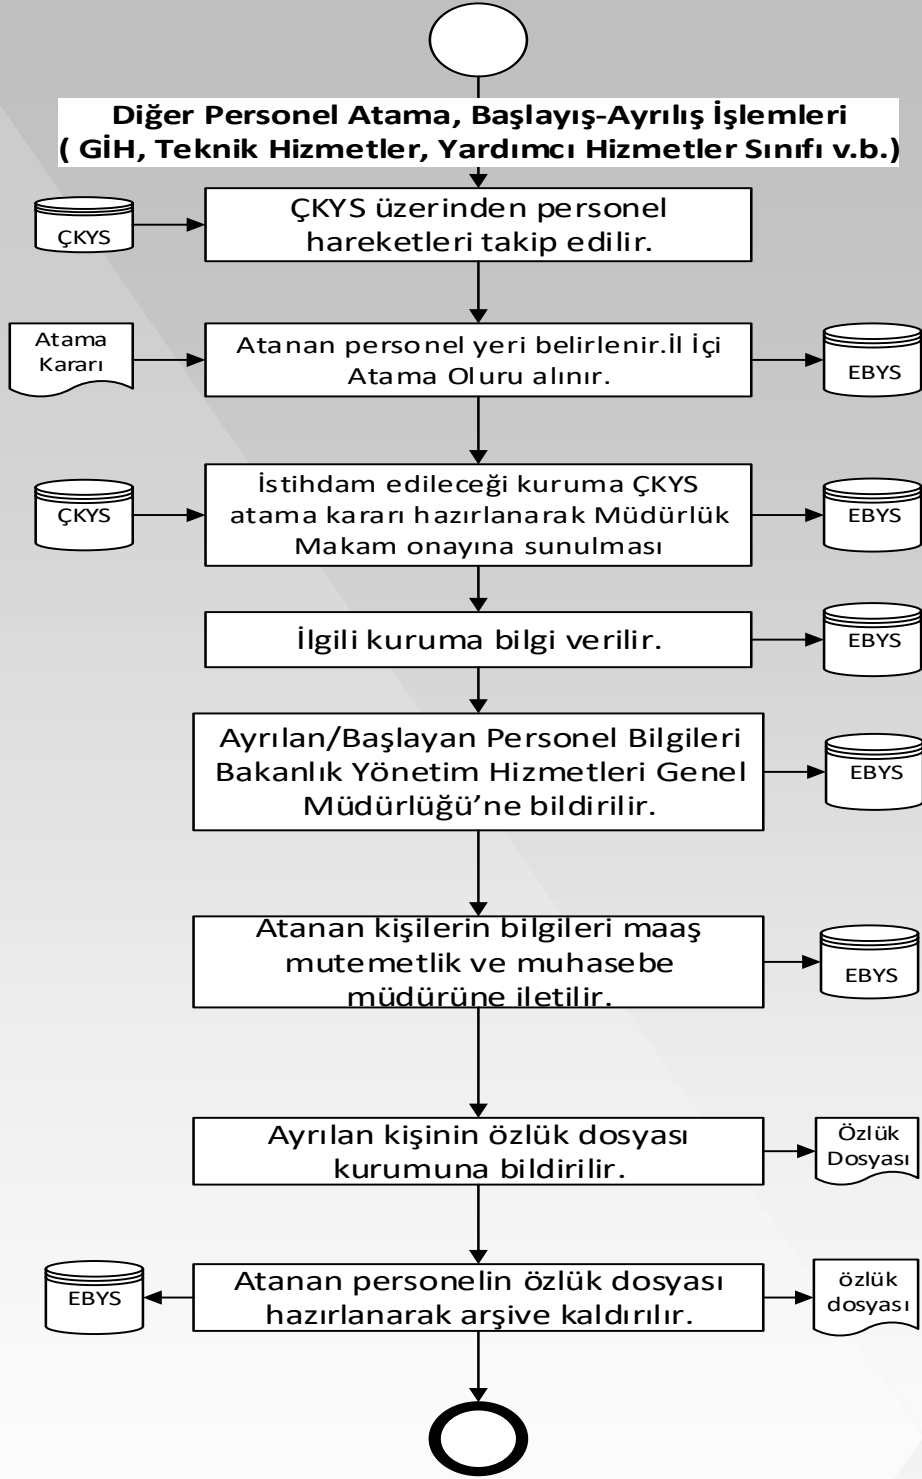 Diğer Personel Atama, Başlayış-Ayrılış İşlemleri
( GİH, Teknik Hizmetler, Yardımcı Hizmetler Sınıfı v.b.)
ÇKYS
ÇKYS üzerinden personel
hareketleri takip edilir.
Atama
Kararı
Atanan personel yeri belirlenir.İl İçi
Atama Oluru alınır.
EBYS
ÇKYS
İstihdam edileceği kuruma ÇKYS
atama kararı hazırlanarak Müdürlük
Makam onayına sunulması
EBYS
İlgili kuruma bilgi verilir.
EBYS
Ayrılan/Başlayan Personel Bilgileri
Bakanlık Yönetim Hizmetleri Genel
Müdürlüğü’ne bildirilir.
EBYS
Atanan kişilerin bilgileri maaş
mutemetlik ve muhasebe
müdürüne iletilir.
EBYS
Ayrılan kişinin özlük dosyası
kurumuna bildirilir.
Özlük
Dosyası
EBYS
Atanan personelin özlük dosyası
hazırlanarak arşive kaldırılır.
özlük
dosyası